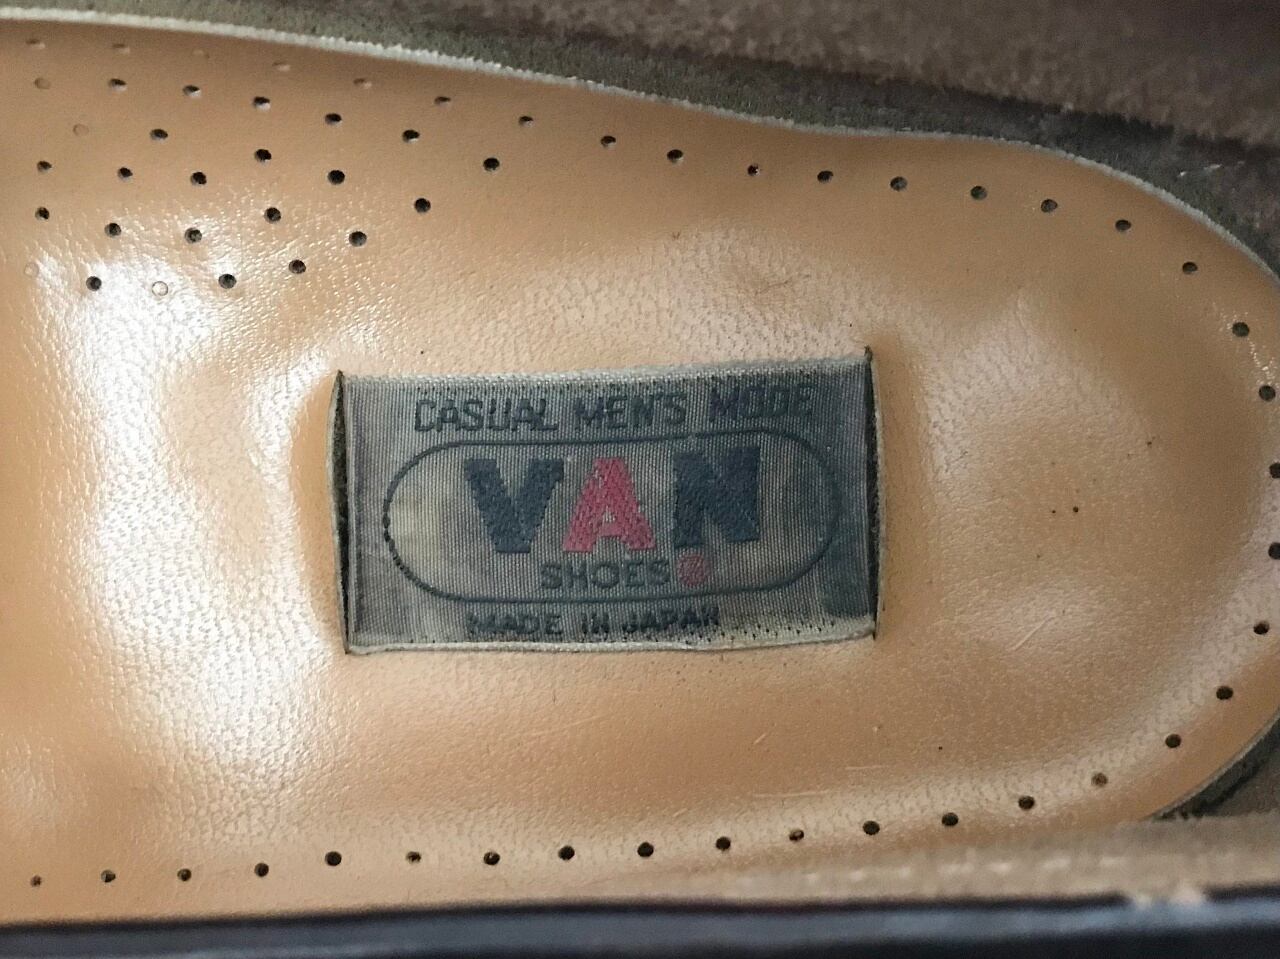 CASUAL MEN'S MODE
VAN
SHOES
MADE IN JAPAN